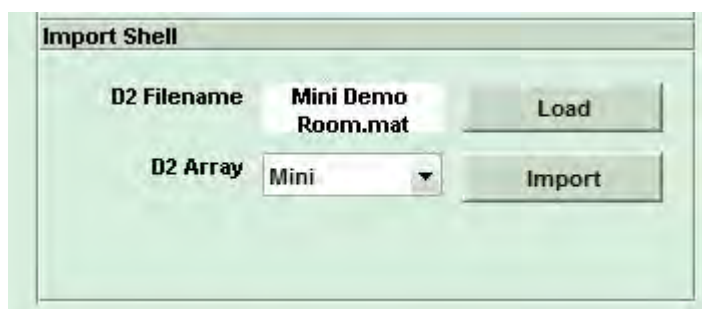 Import Shell
D2 Filename
Mini Demo
Room.mat
Load
D2 Array
Mini
Import